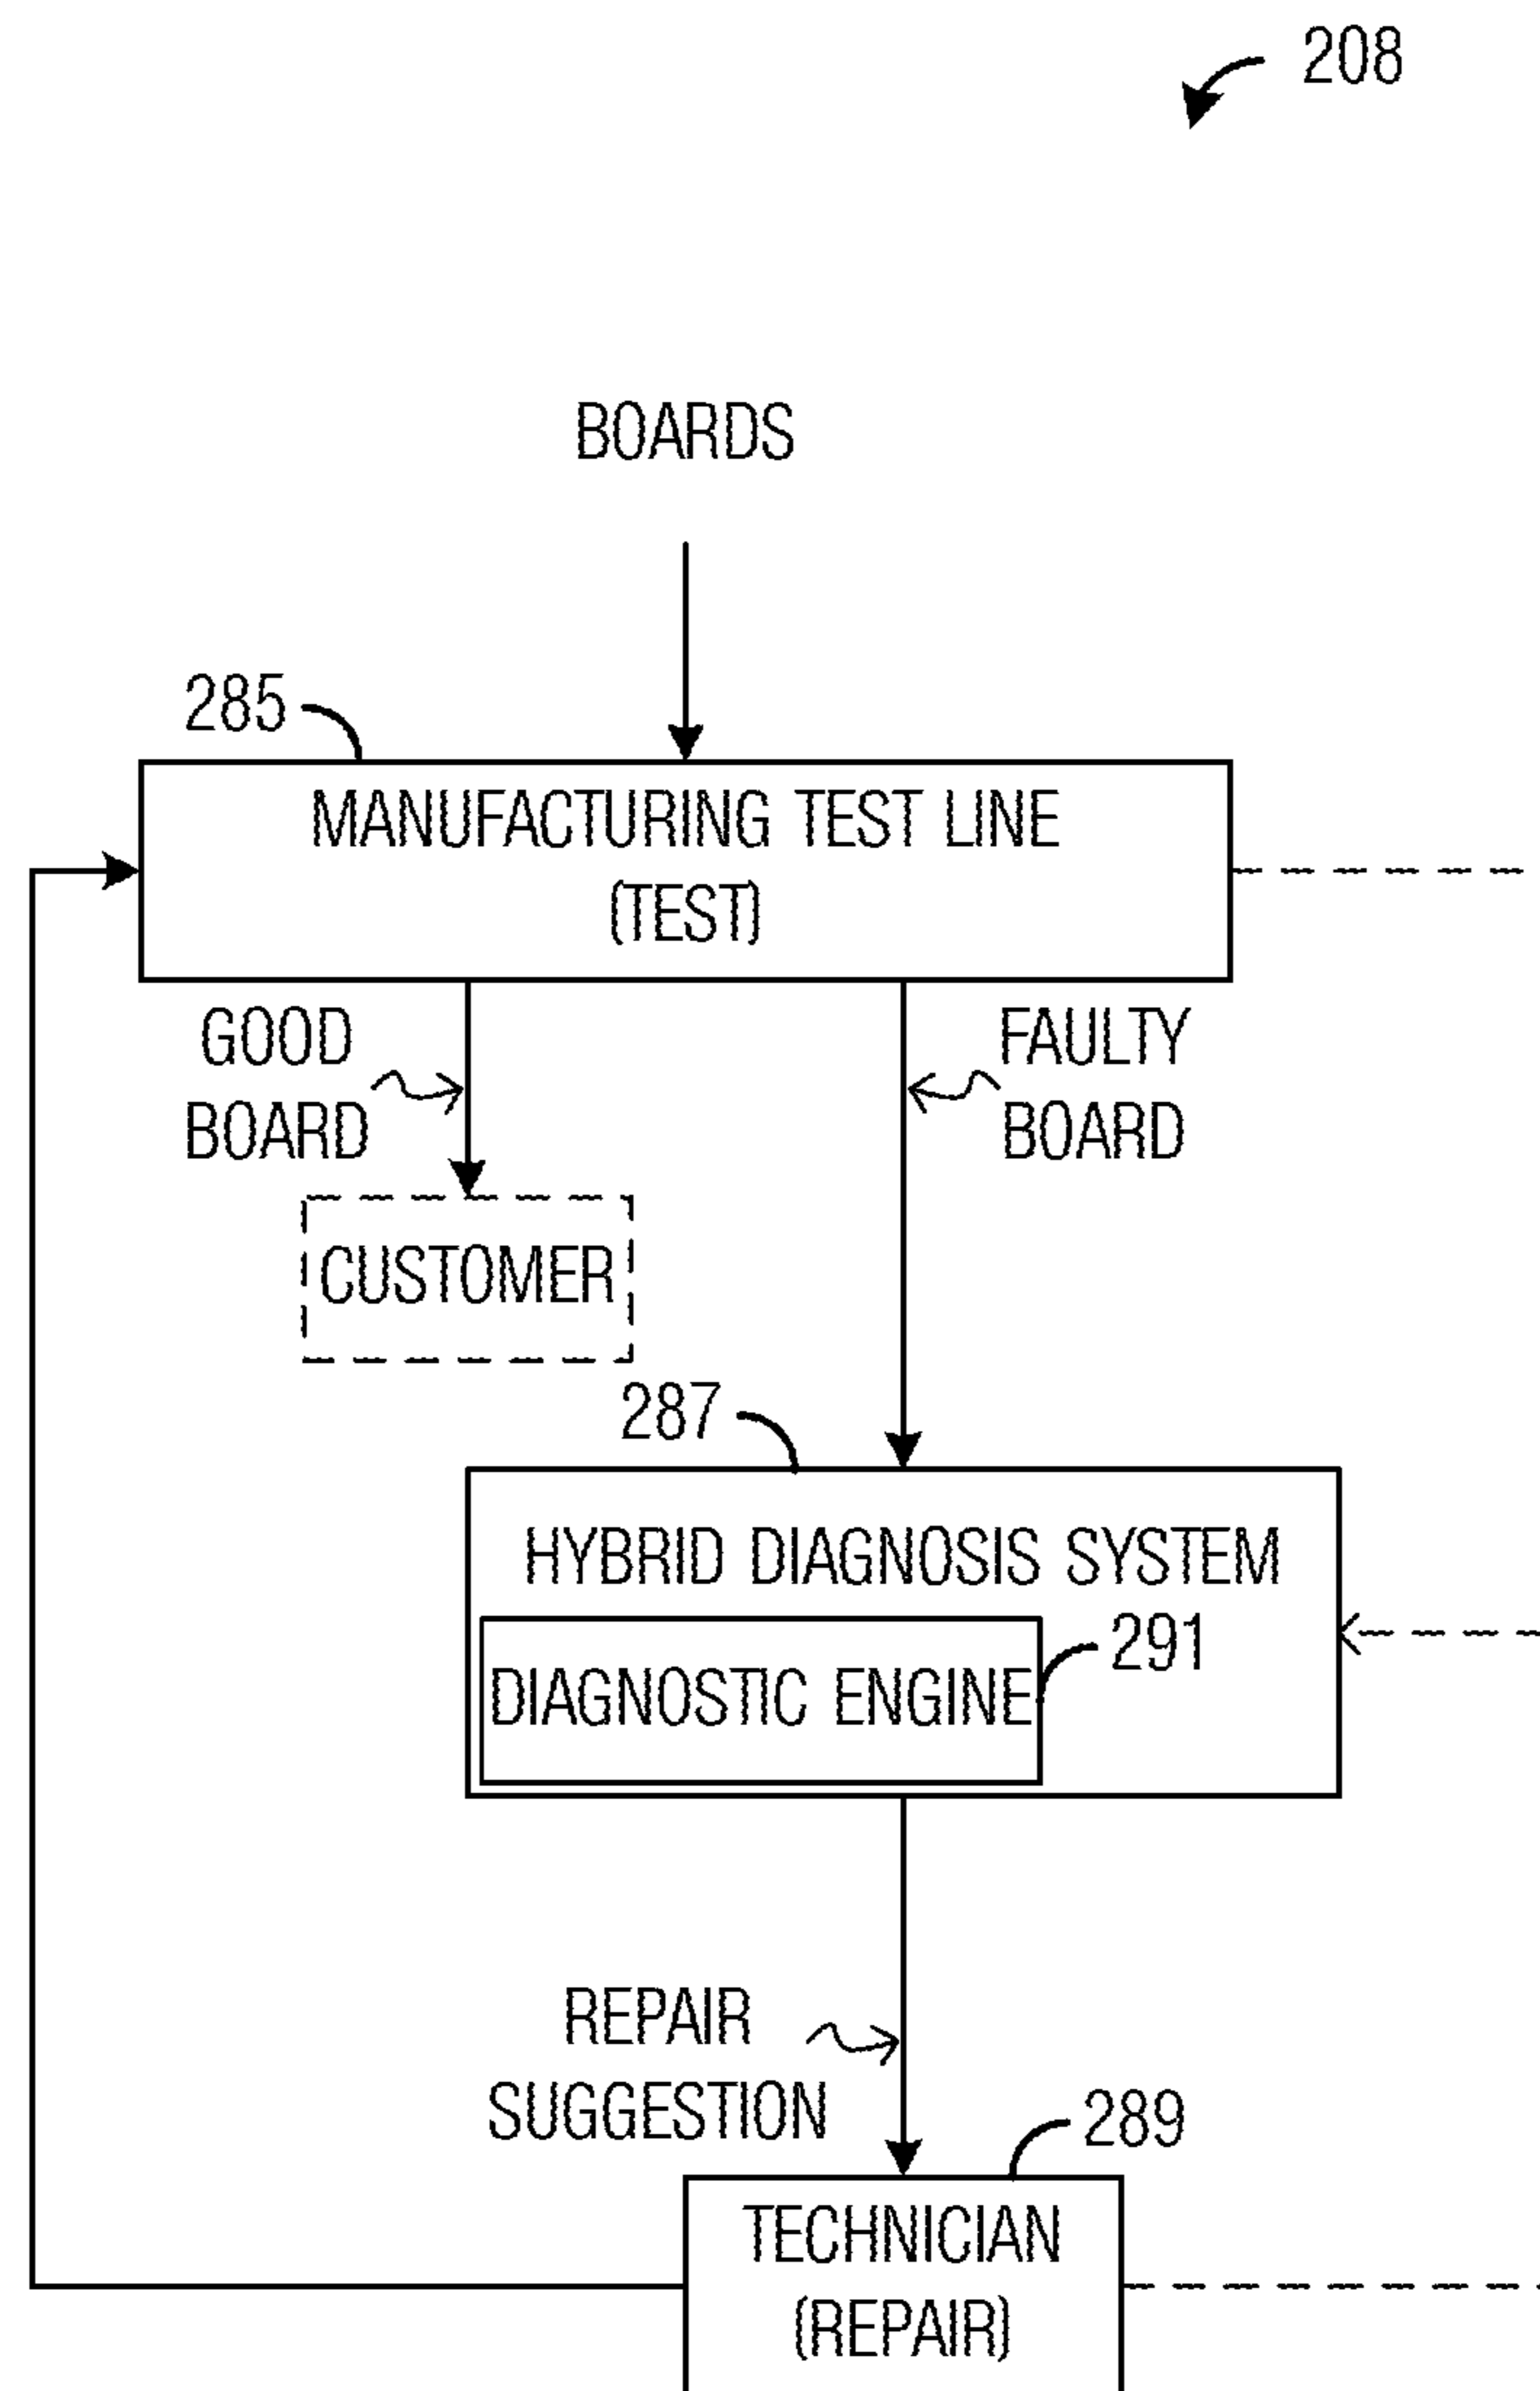 208
BOARDS
285
MANUFACTURING TEST LINE
(TEST)
GOOD
BOARD
FAULTY
BOARD
CUSTOMER
287
HYBRID DIAGNOSIS SYSTEM
291
DIAGNOSTIC ENGINE
REPAIR
SUGGESTION
289
TECHNICIAN
(REPAIR)